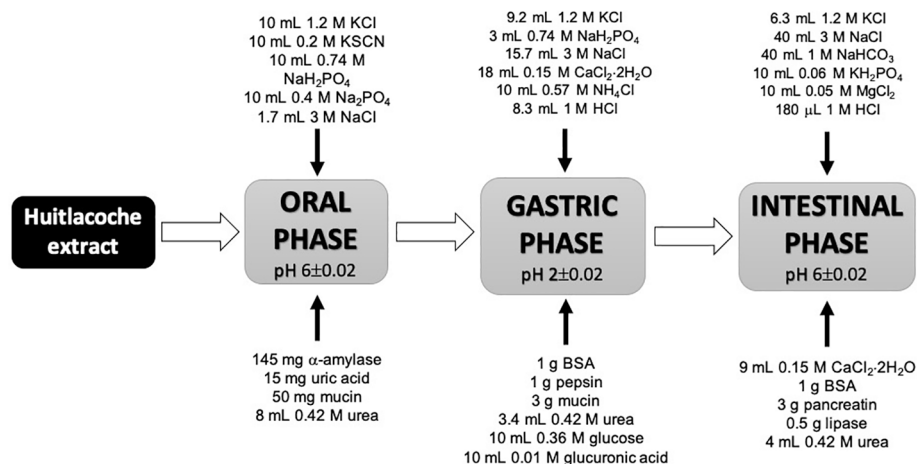 10 mL 1.2 M KCl
10 mL 0.2 M KSCN
10 mL 0.74 M
NaH₂PO₄
10 mL 0.4 M Na₂PO₄
1.7 mL 3 M NaCl
9.2 mL 1.2 M KCl
3 mL 0.74 M NaH₂PO₄
15.7 mL 3 M NaCl
18 mL 0.15 M CaCl₂·2H₂O
10 mL 0.57 M NH₄Cl
8.3 mL 1 M HCl
6.3 mL 1.2 M KCl
40 mL 3 M NaCl
40 mL 1 M NaHCO₃
10 mL 0.06 M KH₂PO₄
10 mL 0.05 M MgCl₂
180 μL 1 M HCl
Huitlacoche
extract
ORAL
PHASE
pH 6±0.02
GASTRIC
PHASE
pH 2±0.02
INTESTINAL
PHASE
pH 6±0.02
145 mg α-amylase
15 mg uric acid
50 mg mucin
8 mL 0.42 M urea
1 g BSA
1 g pepsin
3 g mucin
3.4 mL 0.42 M urea
10 mL 0.36 M glucose
10 mL 0.01 M glucuronic acid
9 mL 0.15 M CaCl₂·2H₂O
1 g BSA
3 g pancreatin
0.5 g lipase
4 mL 0.42 M urea